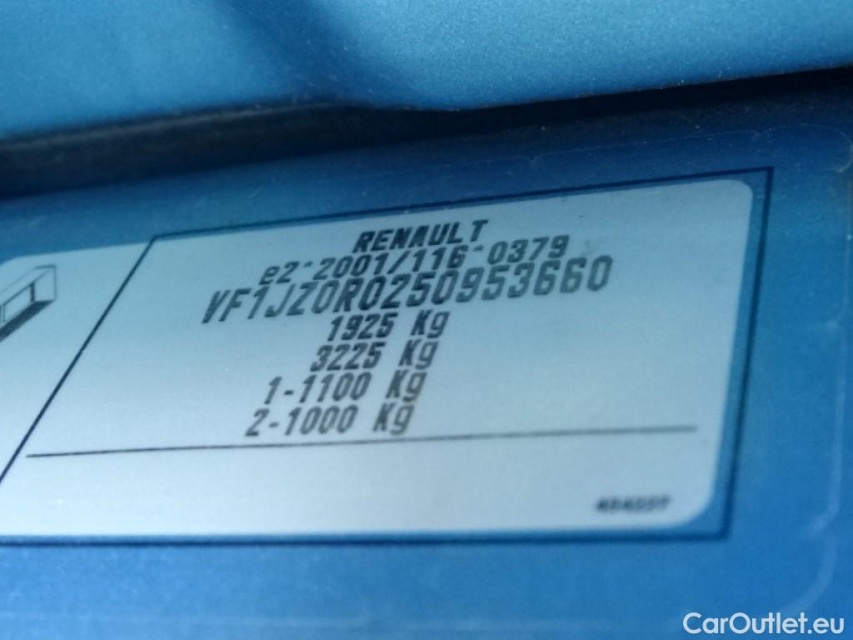 RENAULT
e2*2001/116*0379
VF1JZ0R0250953660
1925 Kg
3225 Kg
1-1100 Kg
2-1000 Kg
CarOutlet.eu